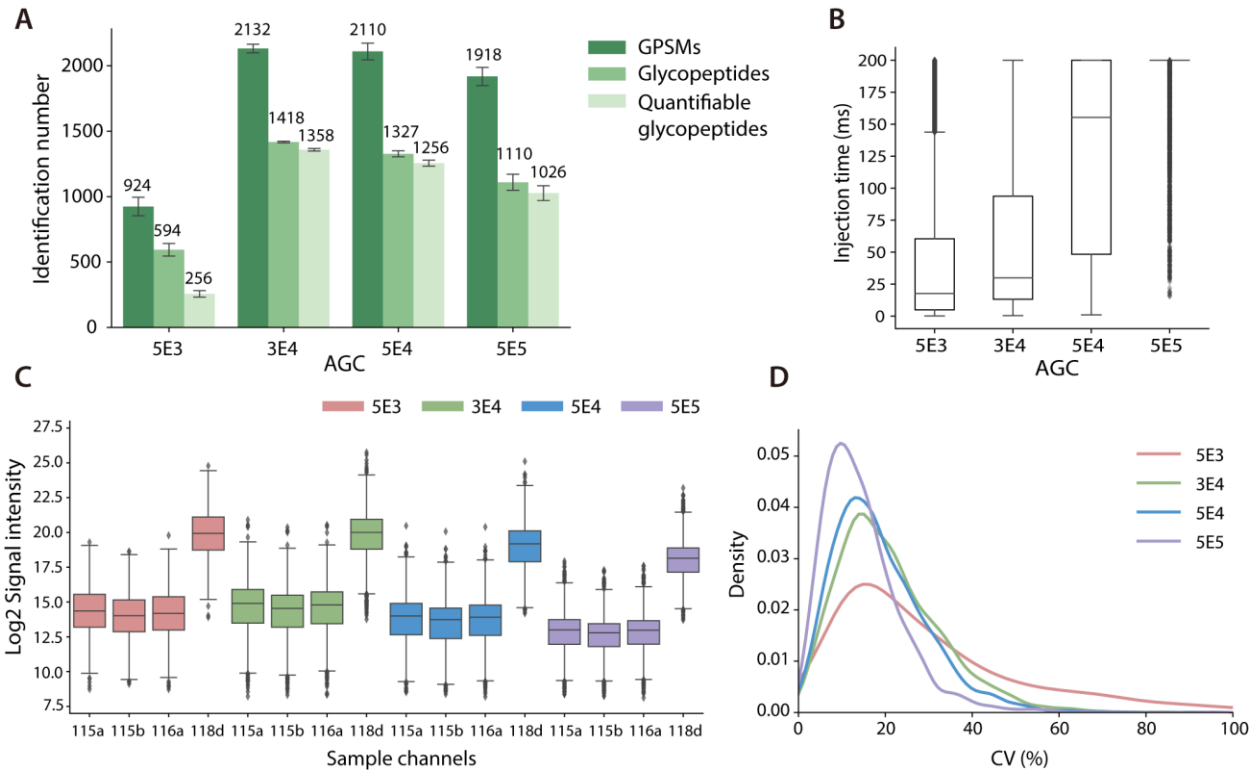 A
Identification number
2000
1500
1000
500
0
924
594
256
2132
1418
1358
2110
1327
1256
1918
1110
1026
5E3
3E4
5E4
5E5
AGC
GPSMs
Glycopeptides
Quantifiable
glycopeptides
B
Injection time (ms)
200
175
150
125
100
75
50
25
0
5E3
3E4
5E4
5E5
AGC
C
5E3
3E4
5E4
5E5
Log2 Signal intensity
27.5
25.0
22.5
20.0
17.5
15.0
12.5
10.0
7.5
115a
115b
116a
118d
115a
115b
116a
118d
115a
115b
116a
118d
115a
115b
116a
118d
Sample channels
D
Density
0.05
0.04
0.03
0.02
0.01
0.00
0
20
40
60
80
100
CV (%)
5E3
3E4
5E4
5E5